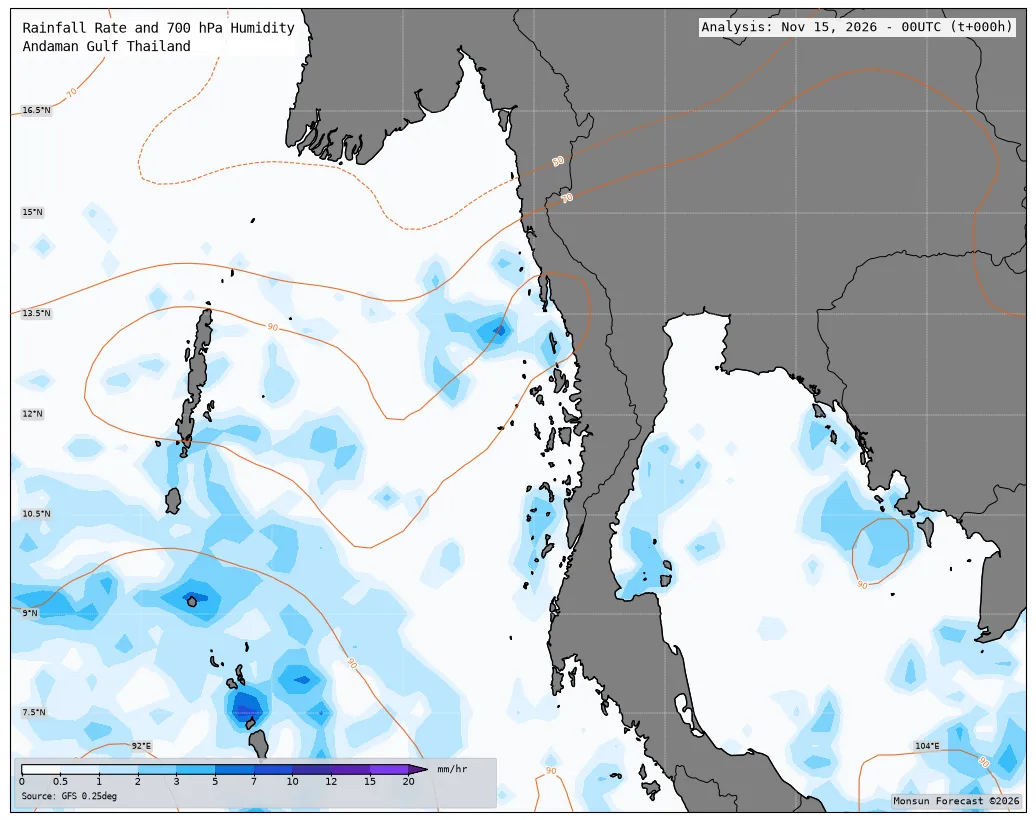 Rainfall Rate and 700 hPa Humidity
Andaman Gulf Thailand
Analysis: Nov 15, 2026 - 00UTC (t+000h)
70
16.5°N
50
70
15°N
13.5°N
90
12°N
10.5°N
90
9°N
90
7.5°N
92°E
104°E
90
90
mm/hr
0 0.5 1 2 3 5 7 10 12 15 20
Source: GFS 0.25deg
Monsun Forecast ©2026